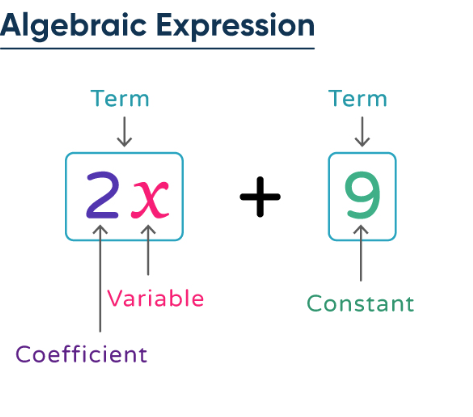 Algebraic Expression
Term Term
2x + 9
Variable
Constant
Coefficient